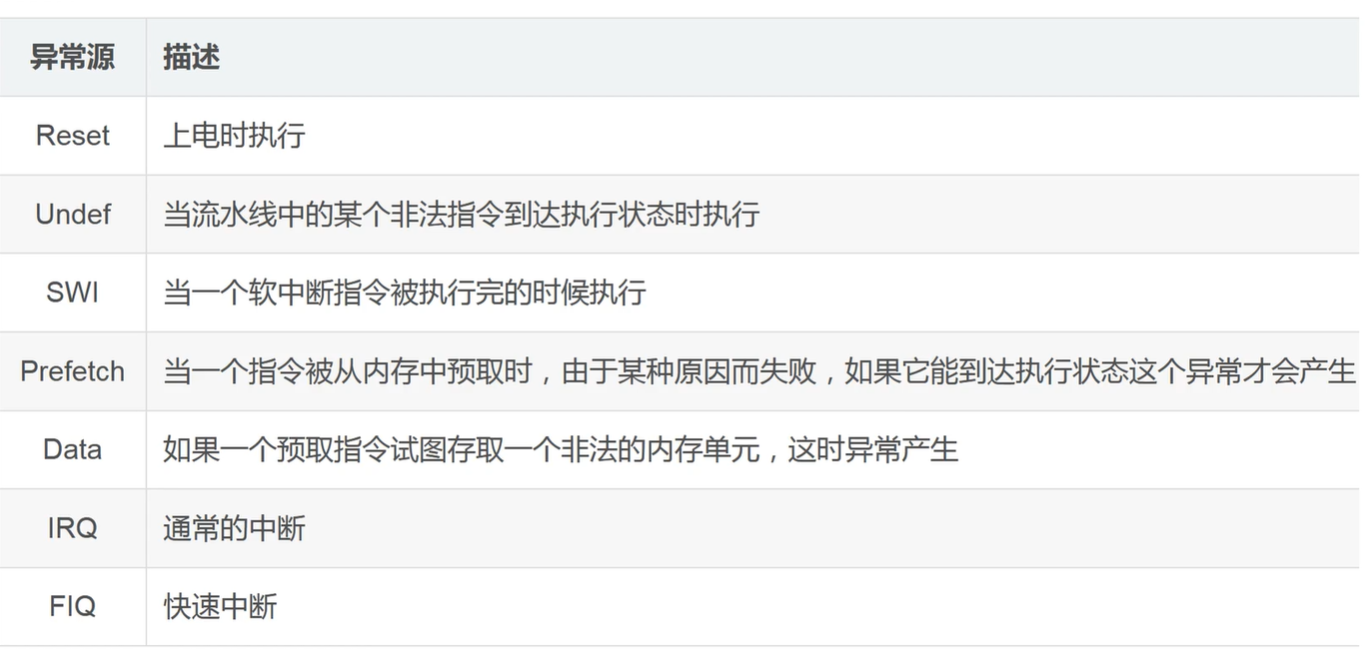 异常源 描述
Reset 上电时执行
Undef 当流水线中的某个非法指令到达执行状态时执行
SWI 当一个软中断指令被执行完的时候执行
Prefetch 当一个指令被从内存中预取时，由于某种原因而失败，如果它能到达执行状态这个异常才会产生
Data 如果一个预取指令试图存取一个非法的内存单元，这时异常产生
IRQ 通常的中断
FIQ 快速中断